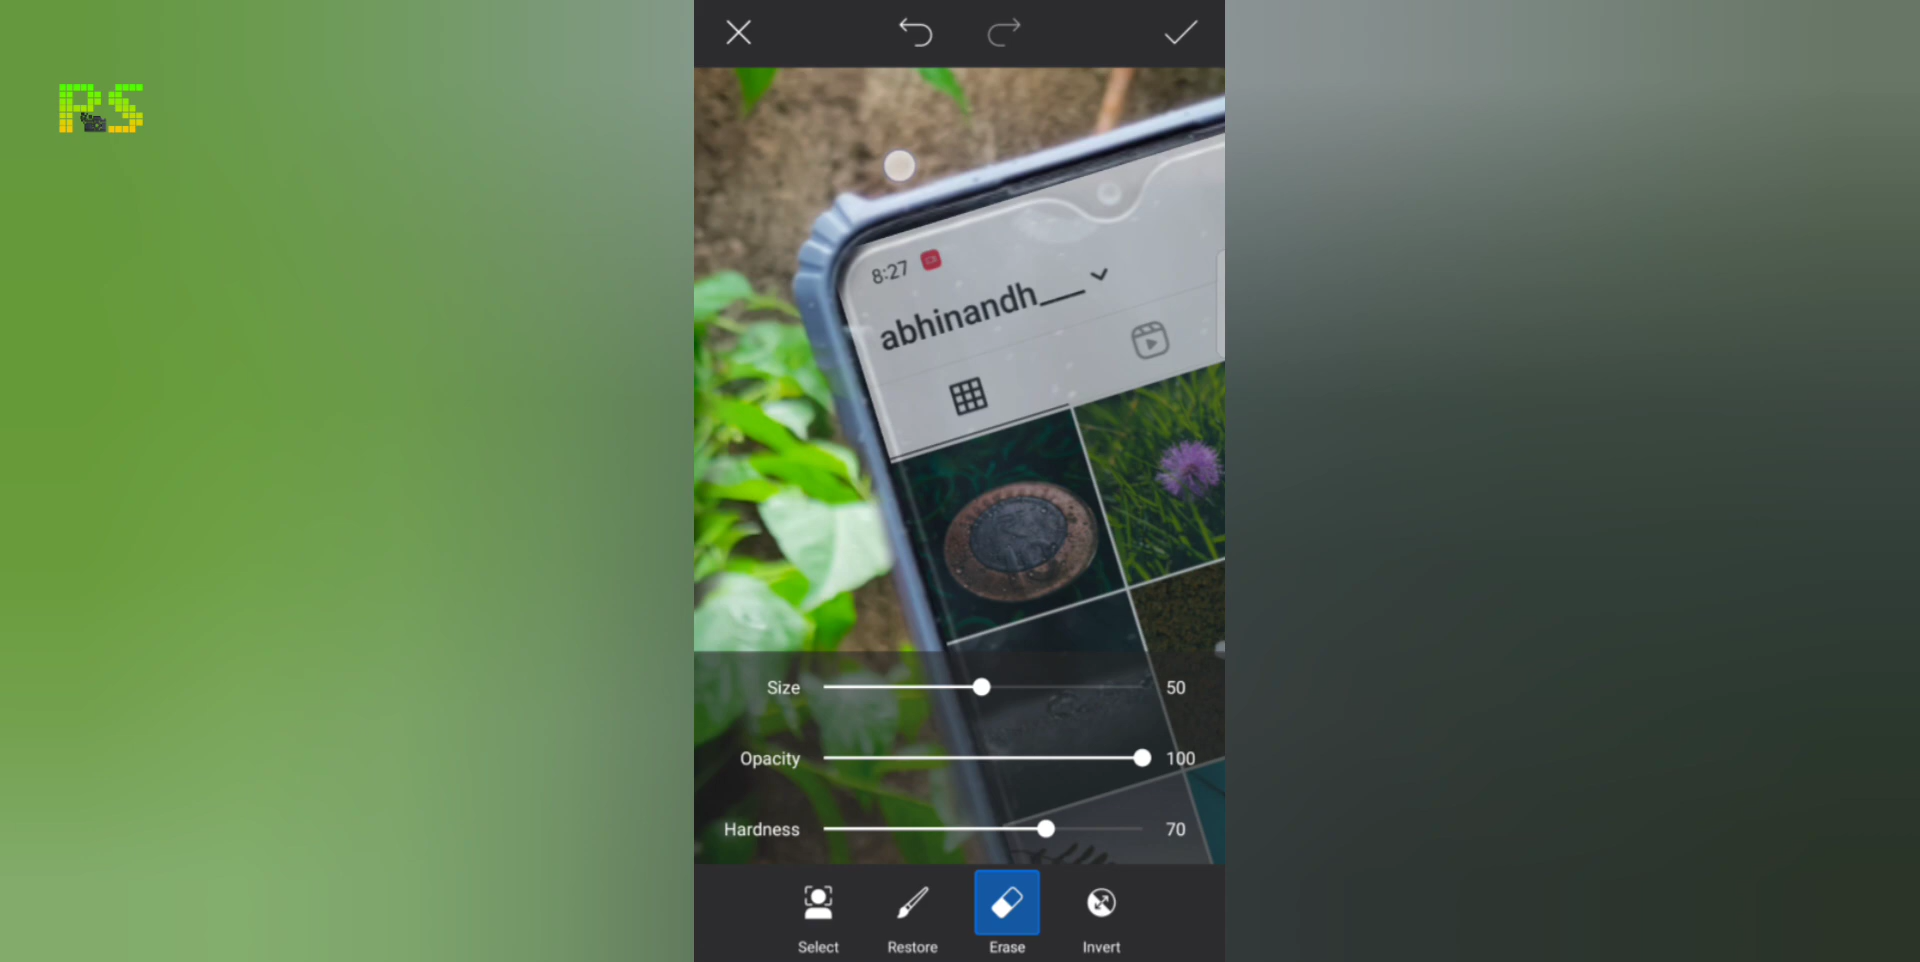 RS
8:27
abhinandh___
Size 50
Opacity 100
Hardness 70
Select Restore Erase Invert